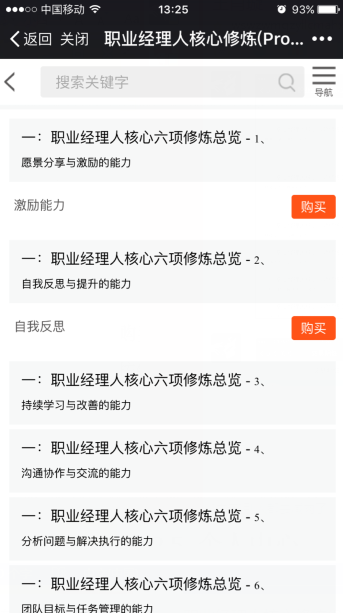 中国移动 13:25 93%
返回 关闭 职业经理人核心修炼(Pro...
搜索关键字
导航
一：职业经理人核心六项修炼总览 - 1、
愿景分享与激励的能力
激励能力 购买
一：职业经理人核心六项修炼总览 - 2、
自我反思与提升的能力
自我反思 购买
一：职业经理人核心六项修炼总览 - 3、
持续学习与改善的能力
一：职业经理人核心六项修炼总览 - 4、
沟通协作与交流的能力
一：职业经理人核心六项修炼总览 - 5、
分析问题与解决执行的能力
一：职业经理人核心六项修炼总览 - 6、
团队目标与任务管理的能力